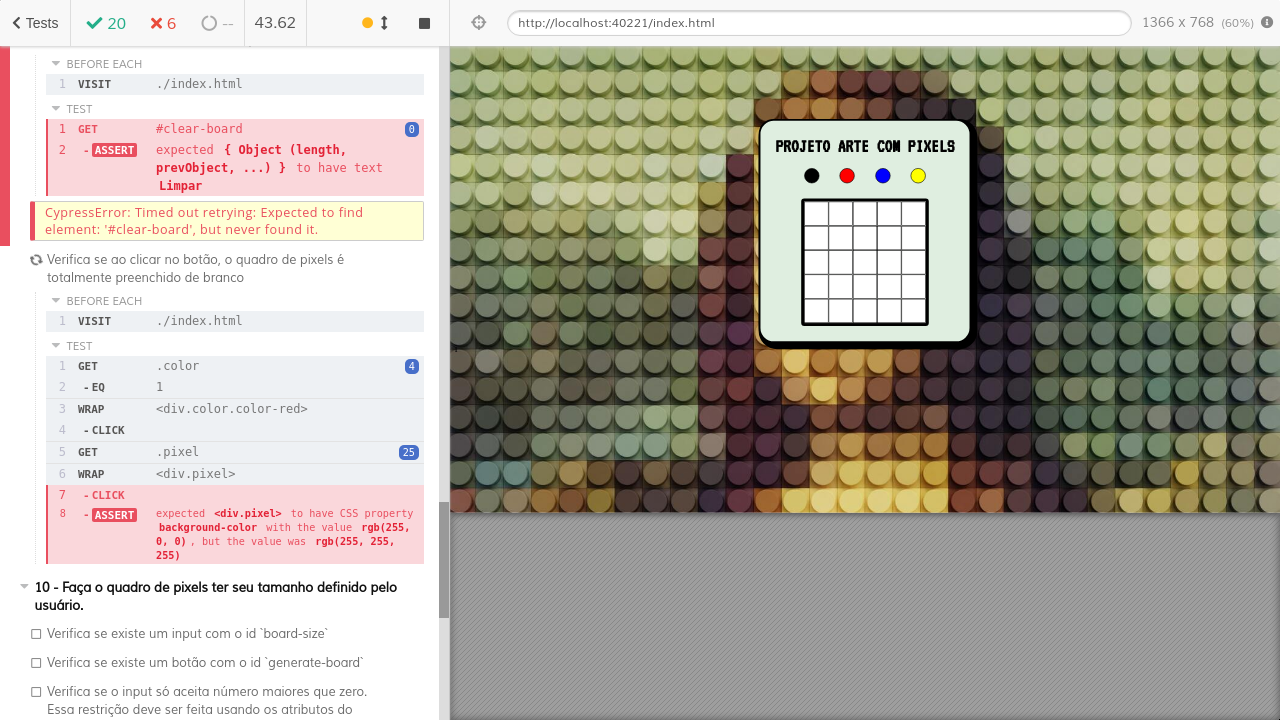 Tests
20
6
--
43.62
http://localhost:40221/index.html
1366 x 768 (60%)
BEFORE EACH
1 VISIT ./index.html
TEST
1 GET #clear-board 0
2 -ASSERT expected { Object (length,
prevObject, ...) } to have text
Limpar
CypressError: Timed out retrying: Expected to find
element: '#clear-board', but never found it.
Verifica se ao clicar no botão, o quadro de pixels é
totalmente preenchido de branco
BEFORE EACH
1 VISIT ./index.html
TEST
1 GET .color 4
2 -EQ 1
3 WRAP <div.color.color-red>
4 -CLICK
5 GET .pixel 25
6 WRAP <div.pixel>
7 -CLICK
8 -ASSERT expected <div.pixel> to have CSS property
background-color with the value rgb(255,
0, 0), but the value was rgb(255, 255,
255)
10 - Faça o quadro de pixels ter seu tamanho definido pelo
usuário.
Verifica se existe um input com o id `board-size`
Verifica se existe um botão com o id `generate-board`
Verifica se o input só aceita número maiores que zero.
Essa restrição deve ser feita usando os atributos do
PROJETO ARTE COM PIXELS